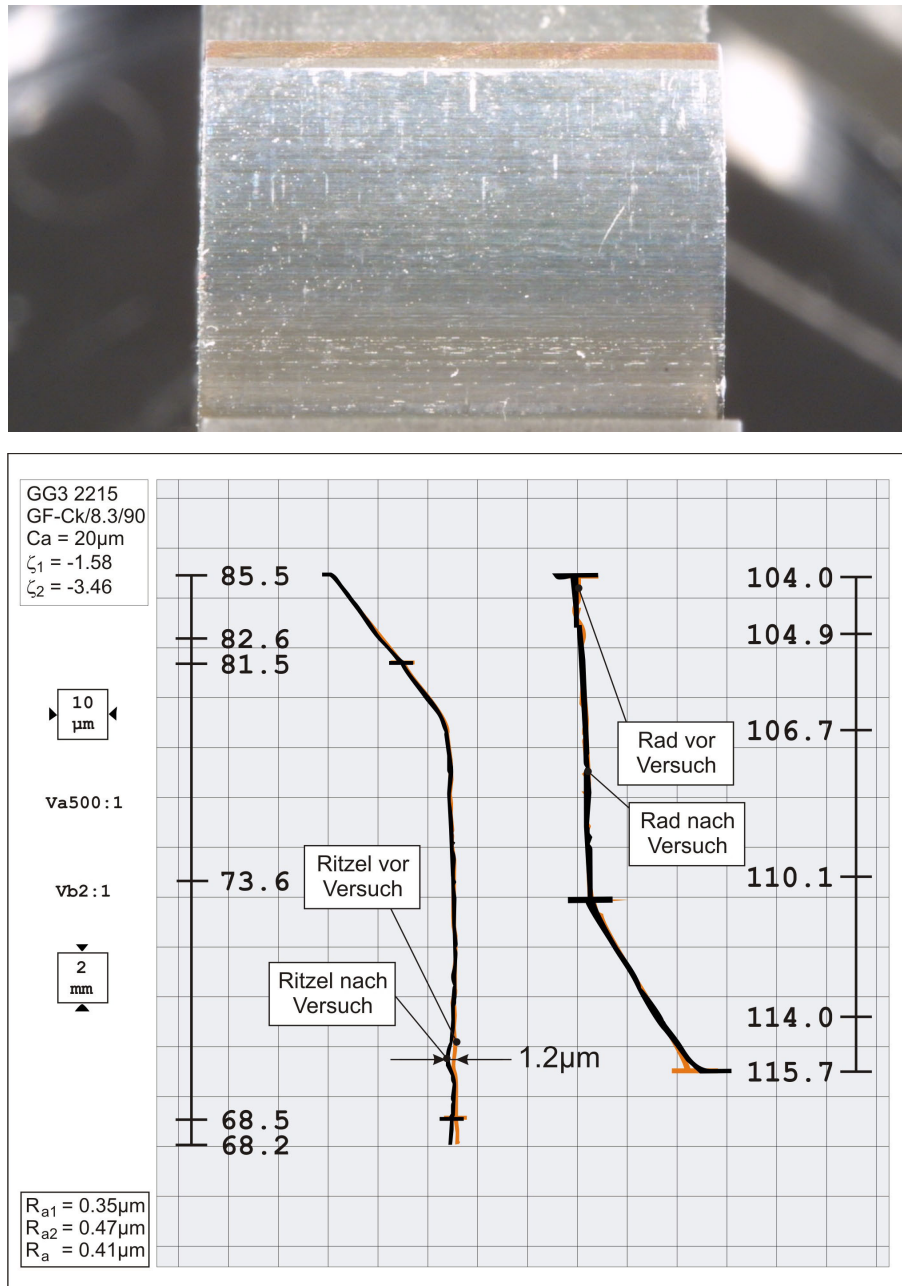 GG3 2215
GF-Ck/8.3/90
Ca = 20µm
ζ₁ = -1.58
ζ₂ = -3.46
85.5
82.6
81.5
73.6
68.5
68.2
10
µm
Va500:1
Vb2:1
2
mm
Ritzel vor
Versuch
Ritzel nach
Versuch
1.2µm
Rad vor
Versuch
Rad nach
Versuch
104.0
104.9
106.7
110.1
114.0
115.7
Rₐ₁ = 0.35µm
Rₐ₂ = 0.47µm
Rₐ = 0.41µm